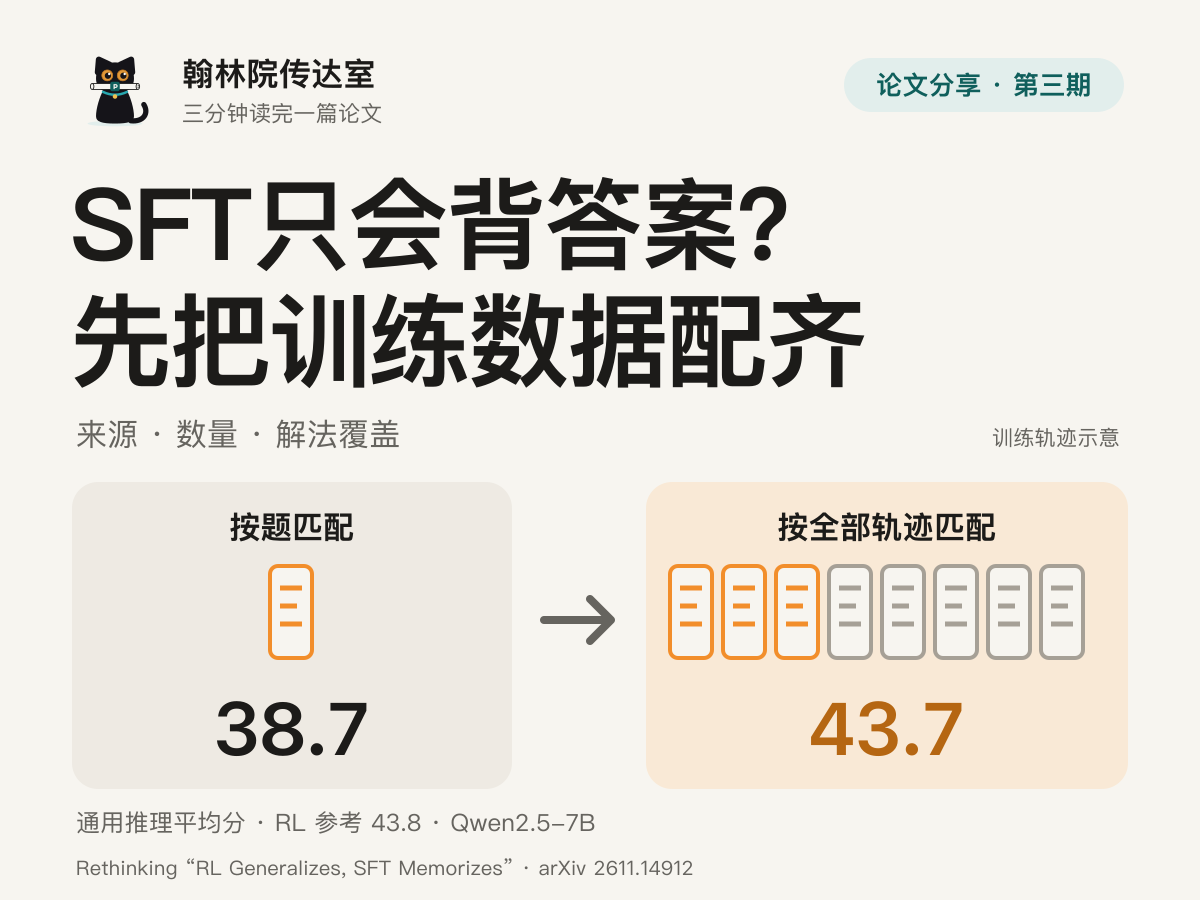 翰林院传达室
三分钟读完一篇论文
论文分享 · 第三期
SFT只会背答案?
先把训练数据配齐
来源 · 数量 · 解法覆盖
训练轨迹示意
按题匹配
38.7
按全部轨迹匹配
43.7
通用推理平均分 · RL 参考 43.8 · Qwen2.5–7B
Rethinking “RL Generalizes, SFT Memorizes” · arXiv 2611.14912